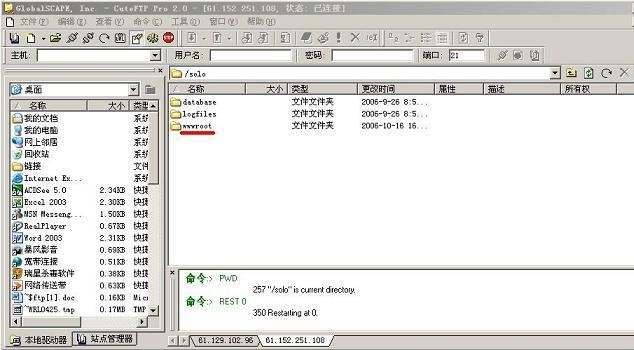 GlobalSCAPE, Inc. - CuteFTP Pro 2.0 - [61.152.251.108, 状态: 已连接]
文件(F) 编辑(E) 查看(V) 命令(C) 工具(T) 窗口(W) 帮助(H)
主机: 用户名: 密码: 端口: 21
桌面
/solo
名称 大小 类型
名称 大小 类型 更改时间 属性 描述 所有权
我的文档 系统
我的电脑 系统
网上邻居 系统
回收站 系统
链接 文件
Internet Ex... 系统
ACDSee 5.0 2.34KB 快捷
Excel 2003 2.30KB 快捷
MSN Messeng... 1.50KB 快捷
RealPlayer 0.67KB 快捷
Word 2003 2.31KB 快捷
暴风影音 0.69KB 快捷
宽带连接 0.51KB 快捷
瑞星杀毒软件 0.38KB 快捷
网络传送带 0.63KB 快捷
~$ftp[1].doc 0.16KB Mic
~WRL0425.tmp 0.17MB TMP
database 文件文件夹 2006-9-26 8:5...
logfiles 文件文件夹 2006-9-26 8:5...
wwwroot 文件文件夹 2006-10-16 16...
命令:> PWD
257 "/solo" is current directory.
命令:> REST 0
350 Restarting at 0.
本地驱动器 站点管理器
61.129.102.96 61.152.251.108